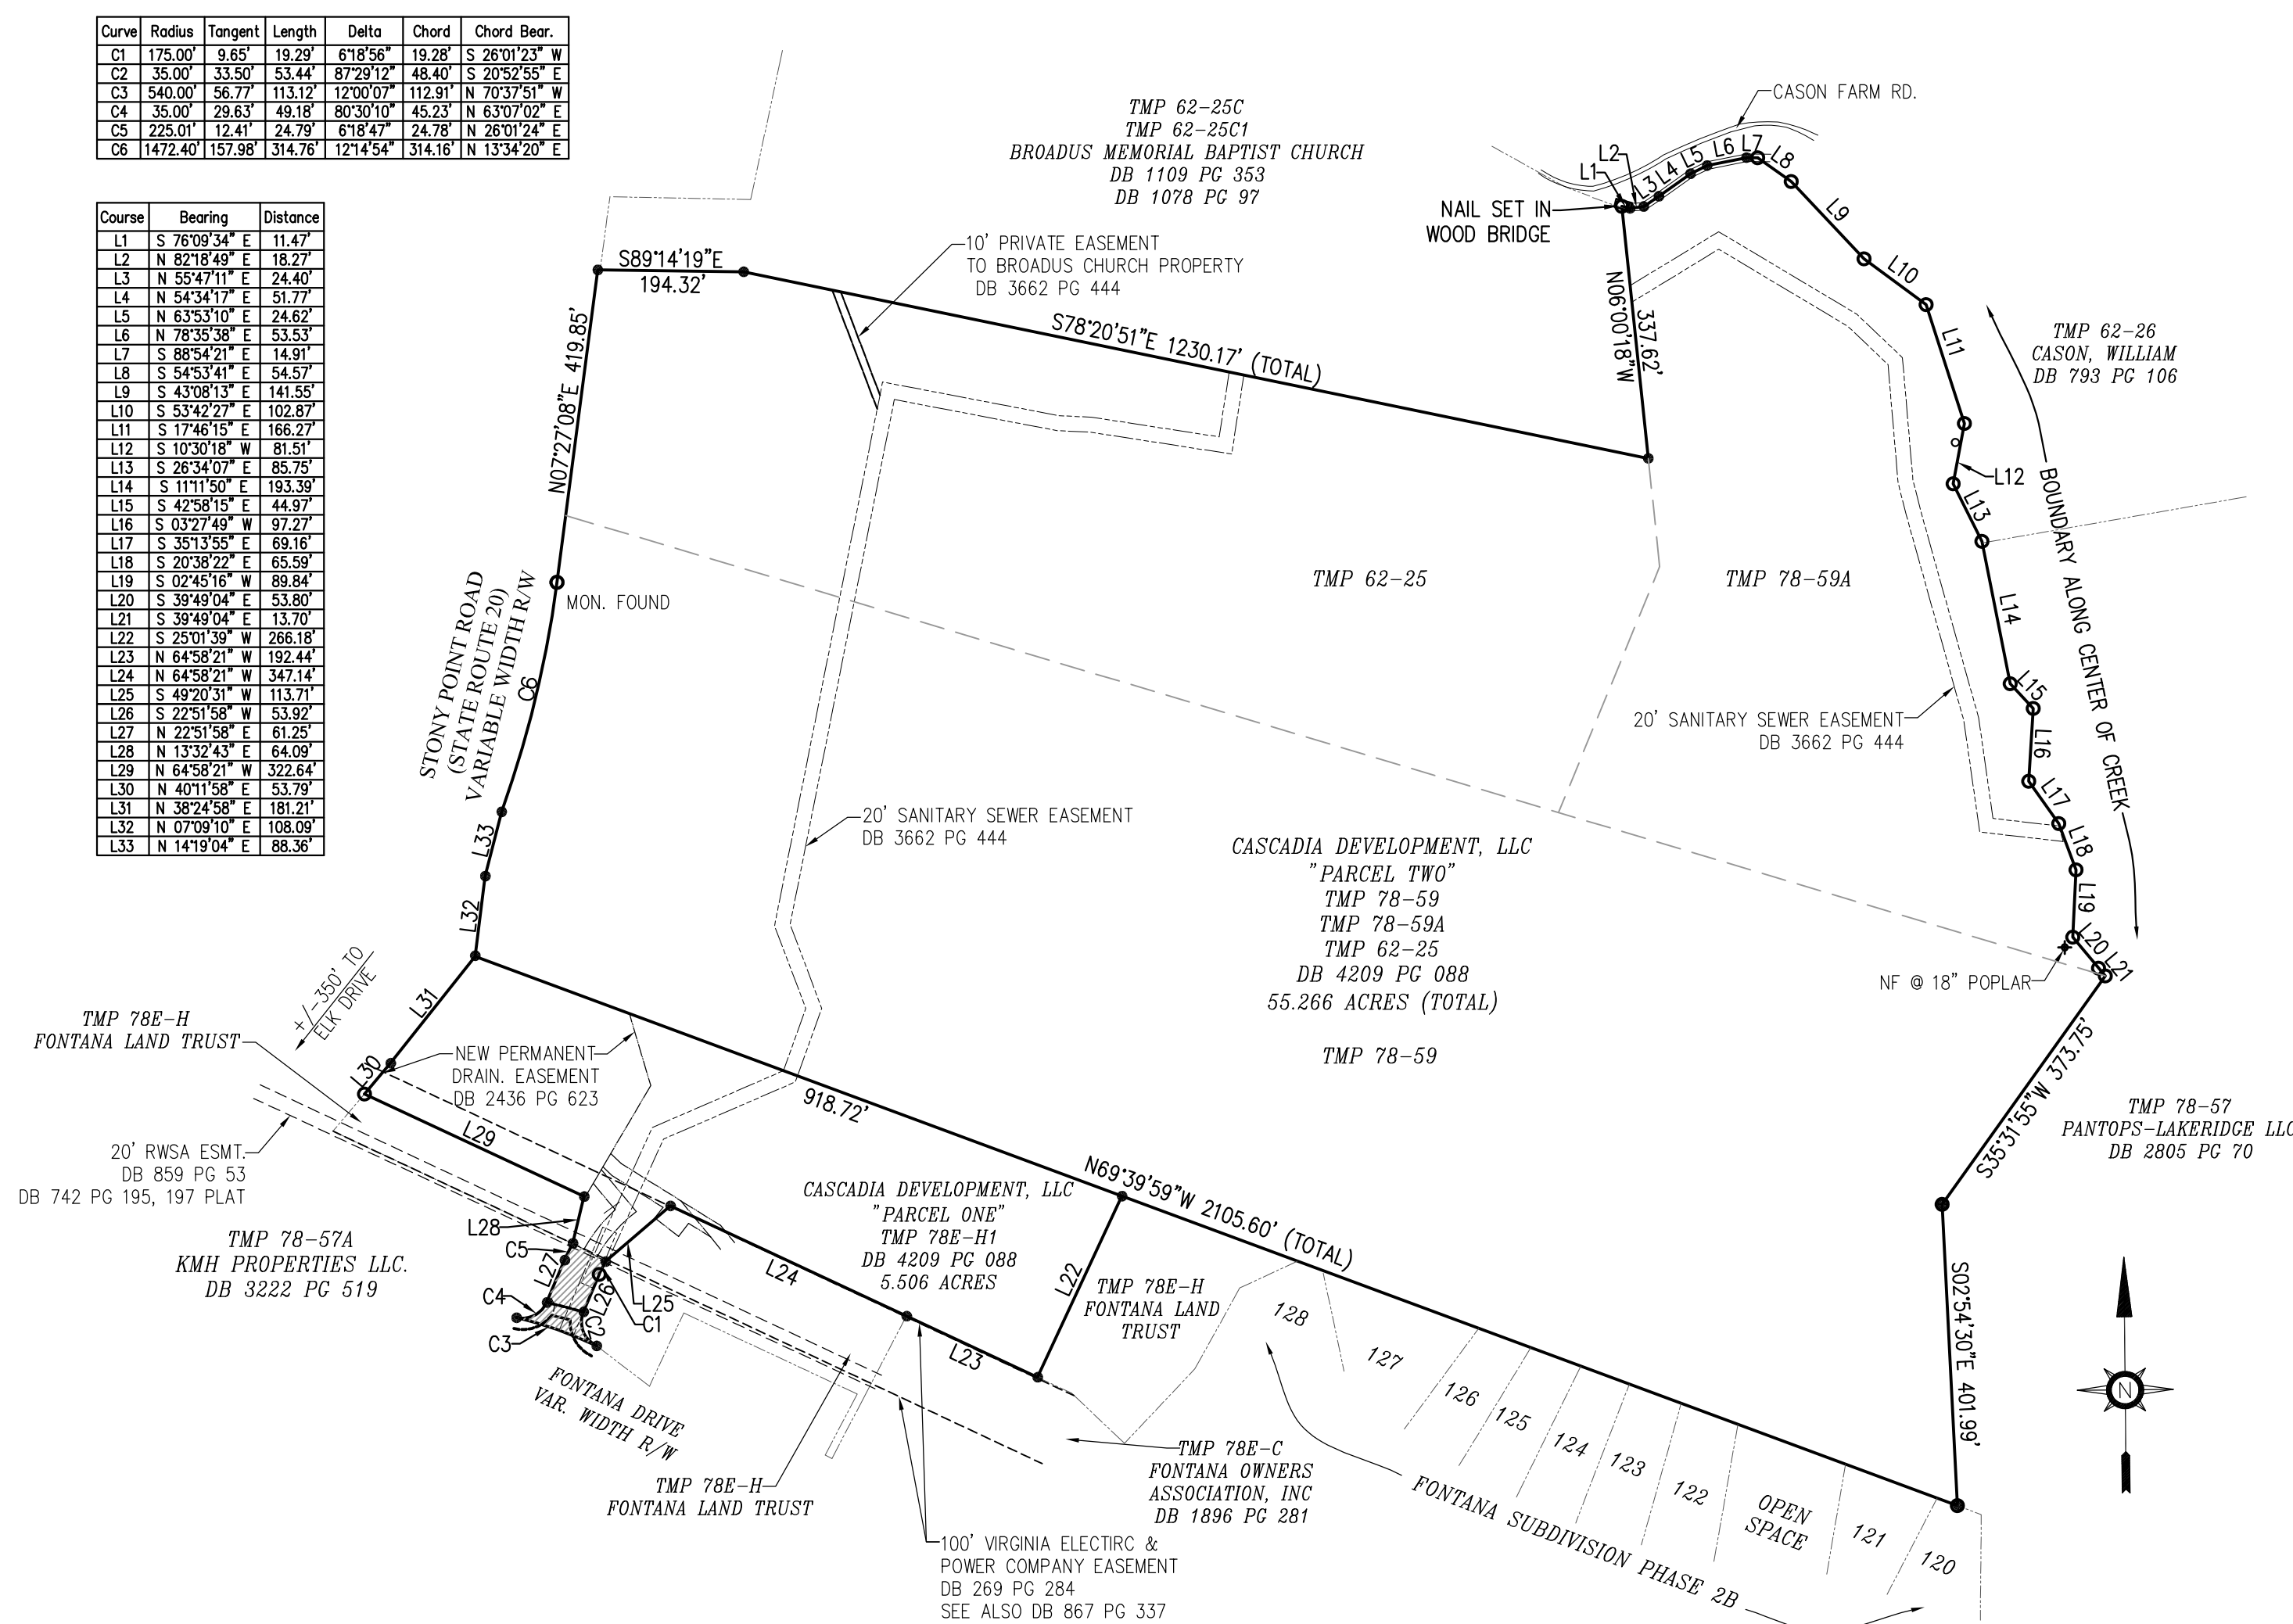 Curve Radius Tangent Length Delta Chord Chord Bear.
C1 175.00' 9.65' 19.29' 6°18'56" 19.28' S 26°01'23" W
C2 35.00' 33.50' 53.44' 87°29'12" 48.40' S 20°52'55" E
C3 540.00' 56.77' 113.12' 12°00'07" 112.91' N 70°37'51" W
C4 35.00' 29.63' 49.18' 80°30'10" 45.23' N 63°07'02" E
C5 225.01' 12.41' 24.79' 6°18'47" 24.78' N 26°01'24" E
C6 1472.40' 157.98' 314.76' 12°14'54" 314.16' N 13°34'20" E
Course Bearing Distance
L1 S 76°09'34" E 11.47'
L2 N 82°18'49" E 18.27'
L3 N 55°47'11" E 24.40'
L4 N 54°34'17" E 51.77'
L5 N 63°53'10" E 24.62'
L6 N 78°35'38" E 53.53'
L7 S 88°54'21" E 14.91'
L8 S 54°53'41" E 54.57'
L9 S 43°08'13" E 141.55'
L10 S 53°42'27" E 102.87'
L11 S 17°46'15" E 166.27'
L12 S 10°30'18" W 81.51'
L13 S 26°34'07" E 85.75'
L14 S 11°11'50" E 193.39'
L15 S 42°58'15" E 44.97'
L16 S 03°27'49" W 97.27'
L17 S 35°13'55" E 69.16'
L18 S 20°38'22" E 65.59'
L19 S 02°45'16" W 89.84'
L20 S 39°49'04" E 53.80'
L21 S 39°49'04" E 13.70'
L22 S 25°01'39" W 266.18'
L23 N 64°58'21" W 192.44'
L24 N 64°58'21" W 347.14'
L25 S 49°20'31" W 113.71'
L26 S 22°51'58" W 53.92'
L27 N 22°51'58" E 61.25'
L28 N 13°32'43" E 64.09'
L29 N 64°58'21" W 322.64'
L30 N 40°11'58" E 53.79'
L31 N 38°24'58" E 181.21'
L32 N 07°09'10" E 108.09'
L33 N 14°19'04" E 88.36'
TMP 62-25C
TMP 62-25C1
BROADUS MEMORIAL BAPTIST CHURCH
DB 1109 PG 353
DB 1078 PG 97
CASON FARM RD.
L1
L2
L3
L4
L5
L6
L7
L8
L9
L10
L11
L12
L13
L14
L15
L16
L17
L18
L19
L20
L21
NAIL SET IN
WOOD BRIDGE
10' PRIVATE EASEMENT
TO BROADUS CHURCH PROPERTY
DB 3662 PG 444
S89°14'19"E
194.32'
S78°20'51"E 1230.17' (TOTAL)
N06°00'18"W
337.62'
TMP 62-26
CASON, WILLIAM
DB 793 PG 106
BOUNDARY ALONG CENTER OF CREEK
N07°27'08"E 419.85'
MON. FOUND
C6
STONY POINT ROAD
(STATE ROUTE 20)
VARIABLE WIDTH R/W
L33
L32
L31
L30
TMP 62-25
TMP 78-59A
20' SANITARY SEWER EASEMENT
DB 3662 PG 444
20' SANITARY SEWER EASEMENT
DB 3662 PG 444
CASCADIA DEVELOPMENT, LLC
"PARCEL TWO"
TMP 78-59
TMP 78-59A
TMP 62-25
DB 4209 PG 088
55.266 ACRES (TOTAL)
TMP 78-59
NF @ 18" POPLAR
S35°31'55"W 373.75'
TMP 78-57
PANTOPS-LAKERIDGE LLC
DB 2805 PG 70
S02°54'30"E 401.99'
N
+/-350' TO
ELK DRIVE
TMP 78E-H
FONTANA LAND TRUST
NEW PERMANENT
DRAIN. EASEMENT
DB 2436 PG 623
20' RWSA ESMT.
DB 859 PG 53
DB 742 PG 195, 197 PLAT
L29
918.72'
N69°39'59"W 2105.60' (TOTAL)
TMP 78-57A
KMH PROPERTIES LLC.
DB 3222 PG 519
L28
C5
L27
C4
C3
L26
C2
L25
C1
L24
L23
L22
CASCADIA DEVELOPMENT, LLC
"PARCEL ONE"
TMP 78E-H1
DB 4209 PG 088
5.506 ACRES
TMP 78E-H
FONTANA LAND
TRUST
FONTANA DRIVE
VAR. WIDTH R/W
TMP 78E-H
FONTANA LAND TRUST
TMP 78E-C
FONTANA OWNERS
ASSOCIATION, INC
DB 1896 PG 281
100' VIRGINIA ELECTIRC &
POWER COMPANY EASEMENT
DB 269 PG 284
SEE ALSO DB 867 PG 337
128
127
126
125
124
123
122
OPEN
SPACE
121
120
FONTANA SUBDIVISION PHASE 2B